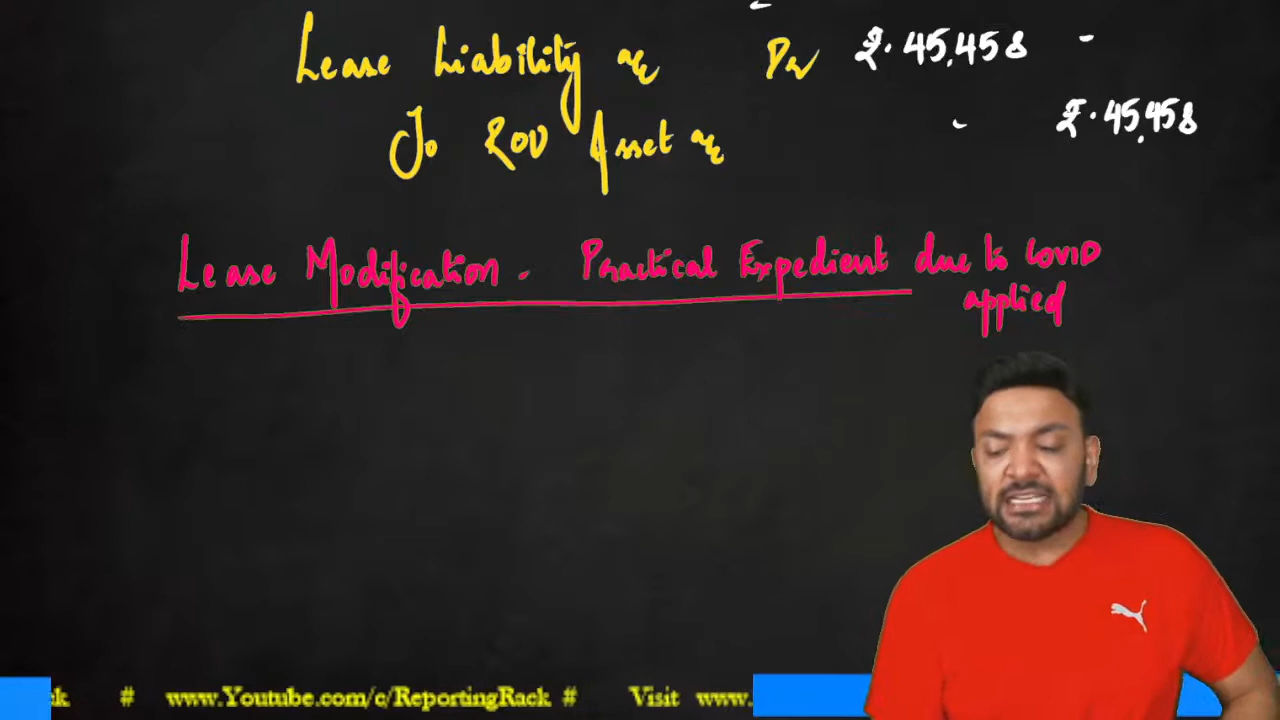 Lease Liability a/c Dr ₹.45,458 -
To ROU Asset a/c - ₹.45,458
Lease Modification - Practical Expedient due to COVID
applied
# www.Youtube.com/c/ReportingRack # Visit www.